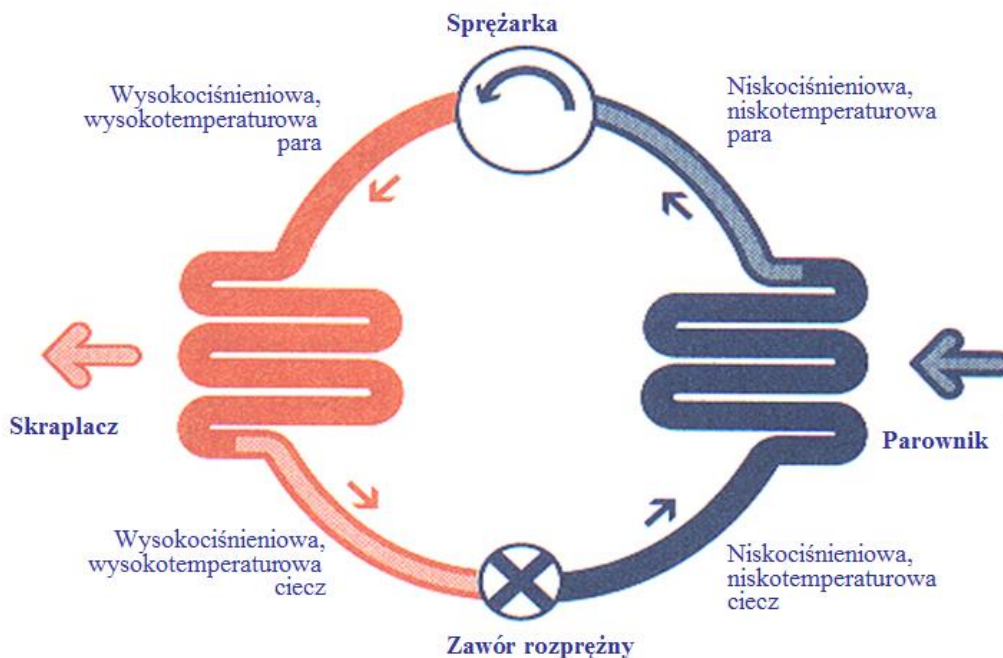 Sprężarka
Wysokociśnieniowa,
wysokotemperaturowa
para
Niskociśnieniowa,
niskotemperaturowa
para
Skraplacz
Parownik
Wysokociśnieniowa,
wysokotemperaturowa
ciecz
Niskociśnieniowa,
niskotemperaturowa
ciecz
Zawór rozprężny